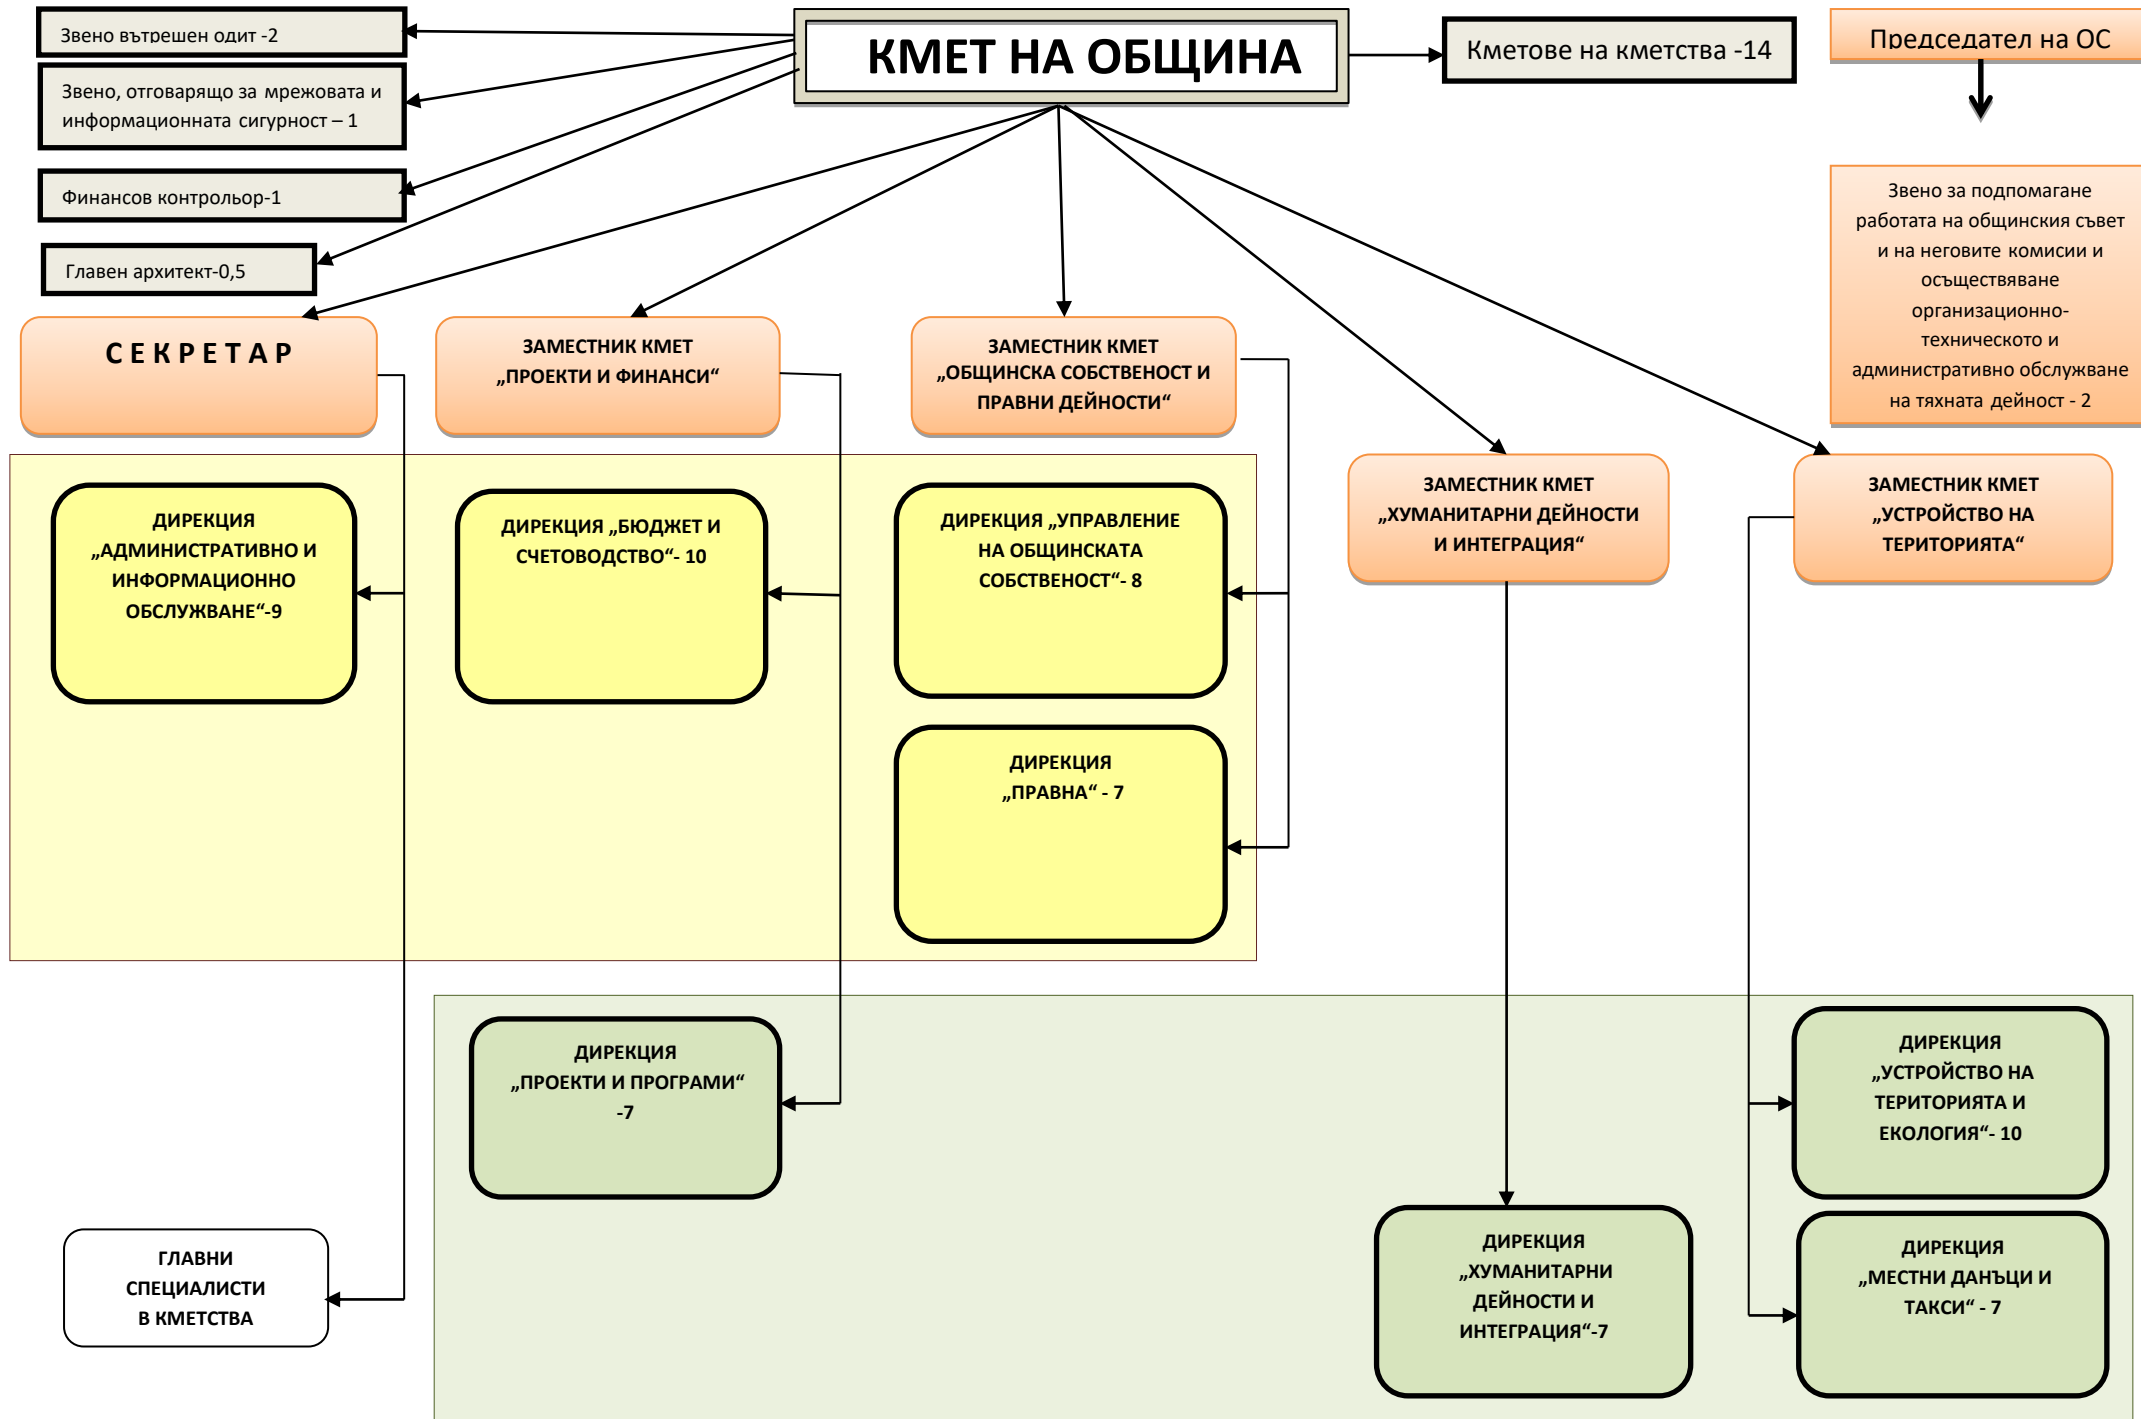 Звено вътрешен одит -2
КМЕТ НА ОБЩИНА
Кметове на кметства -14
Председател на ОС
Звено, отговарящо за мрежовата и
информационната сигурност – 1
Финансов контрольор-1
Главен архитект-0,5
Звено за подпомагане
работата на общинския съвет
и на неговите комисии и
осъществяване
организационно-
техническото и
административно обслужване
на тяхната дейност - 2
С Е К Р Е Т А Р
ЗАМЕСТНИК КМЕТ
„ПРОЕКТИ И ФИНАНСИ“
ЗАМЕСТНИК КМЕТ
„ОБЩИНСКА СОБСТВЕНОСТ И
ПРАВНИ ДЕЙНОСТИ“
ЗАМЕСТНИК КМЕТ
„ХУМАНИТАРНИ ДЕЙНОСТИ
И ИНТЕГРАЦИЯ“
ЗАМЕСТНИК КМЕТ
„УСТРОЙСТВО НА
ТЕРИТОРИЯТА“
ДИРЕКЦИЯ
„АДМИНИСТРАТИВНО И
ИНФОРМАЦИОННО
ОБСЛУЖВАНЕ“-9
ДИРЕКЦИЯ „БЮДЖЕТ И
СЧЕТОВОДСТВО“- 10
ДИРЕКЦИЯ „УПРАВЛЕНИЕ
НА ОБЩИНСКАТА
СОБСТВЕНОСТ“- 8
ДИРЕКЦИЯ
„ПРАВНА“ - 7
ДИРЕКЦИЯ
„ПРОЕКТИ И ПРОГРАМИ“
-7
ДИРЕКЦИЯ
„УСТРОЙСТВО НА
ТЕРИТОРИЯТА И
ЕКОЛОГИЯ“- 10
ГЛАВНИ
СПЕЦИАЛИСТИ
В КМЕТСТВА
ДИРЕКЦИЯ
„ХУМАНИТАРНИ
ДЕЙНОСТИ И
ИНТЕГРАЦИЯ“-7
ДИРЕКЦИЯ
„МЕСТНИ ДАНЪЦИ И
ТАКСИ“ - 7